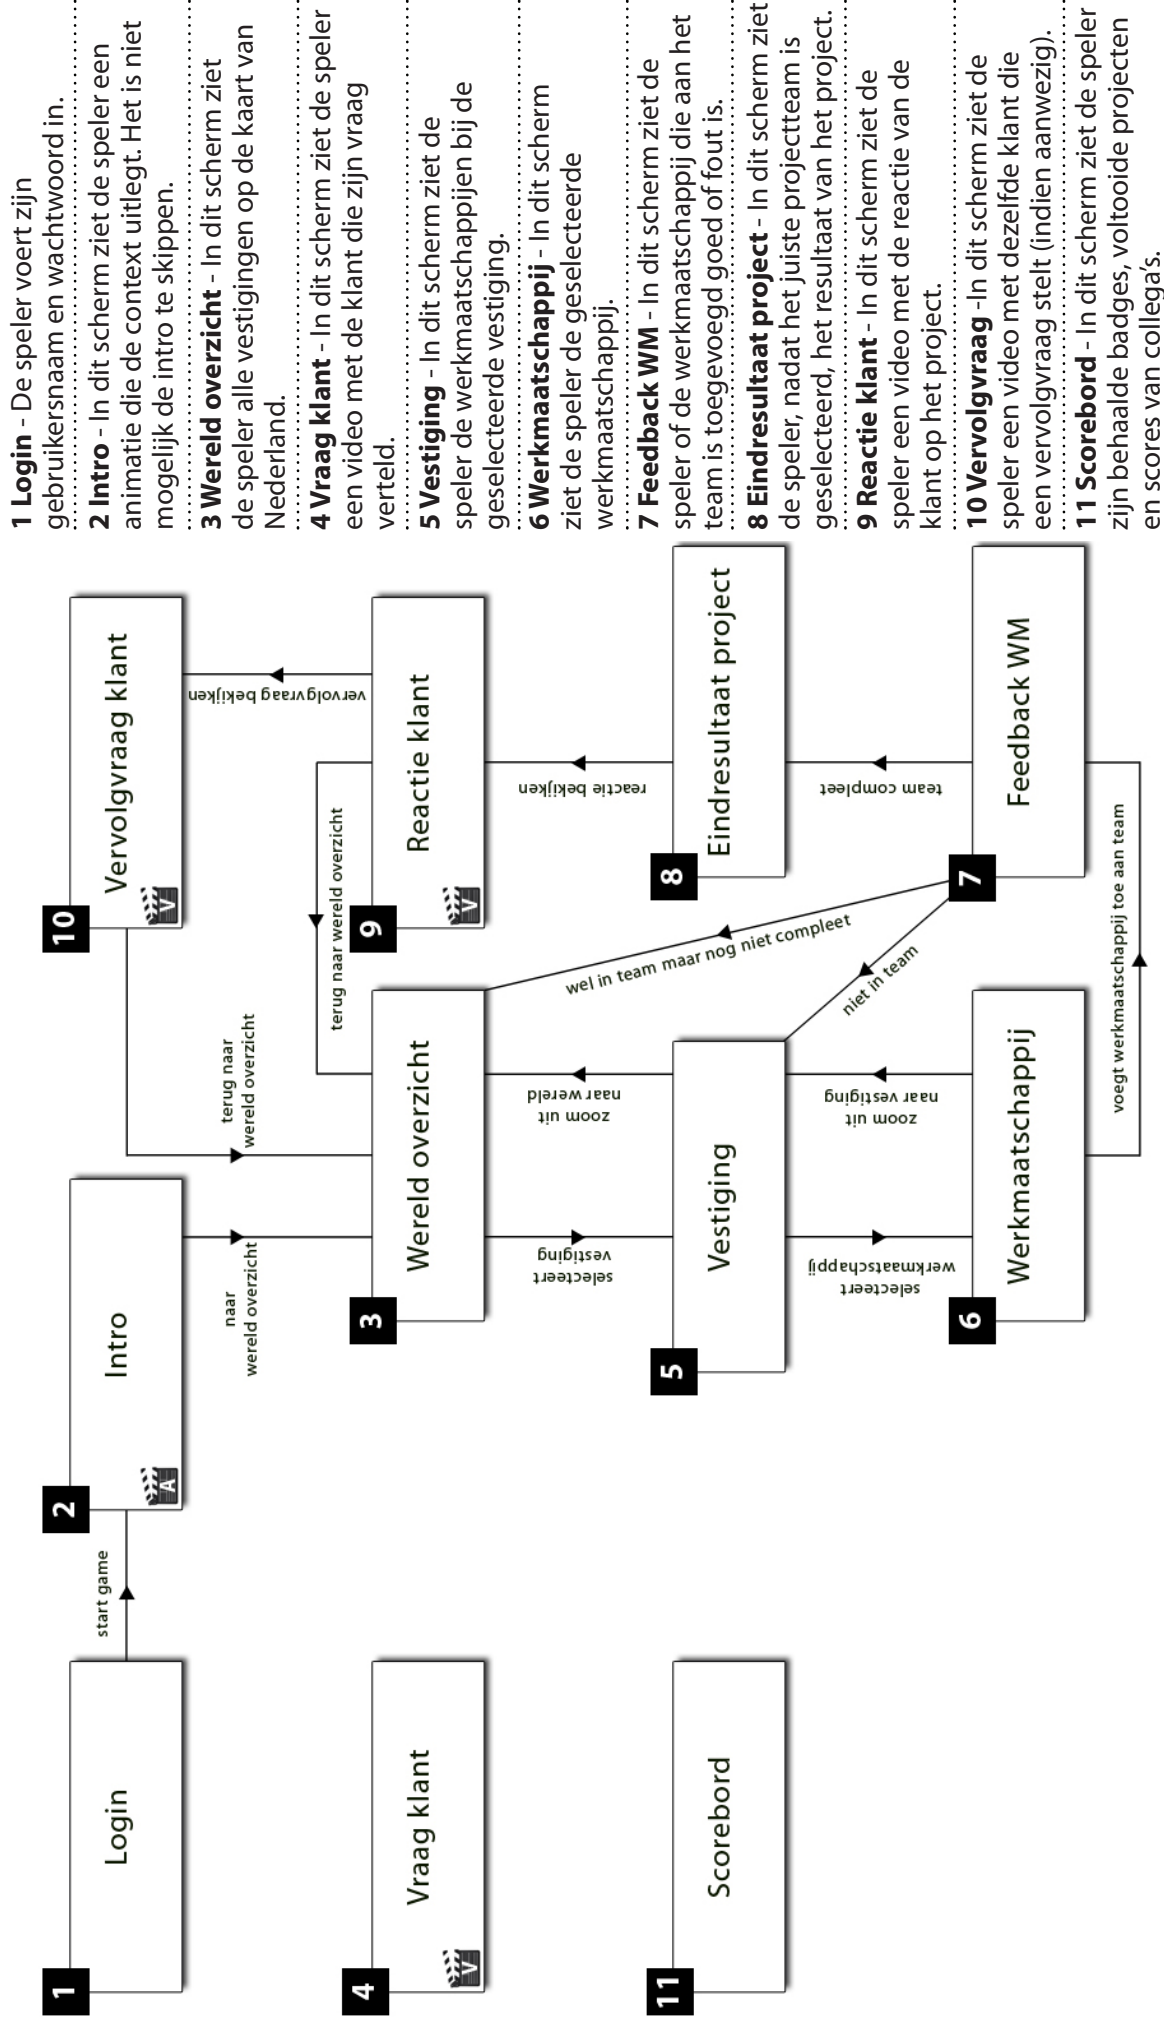 1
Login
start game
2
Intro
A
naar
wereld overzicht
terug naar
wereld overzicht
10
Vervolgvraag klant
V
vervolgvraag bekijken
4
Vraag klant
V
3
Wereld overzicht
terug naar wereld overzicht
9
Reactie klant
V
selecteert
vestiging
zoom uit
naar wereld
wel in team maar nog niet compleet
reactie bekijken
11
Scorebord
5
Vestiging
8
Eindresultaat project
selecteert
werkmaatschappij
zoom uit
naar vestiging
niet in team
team compleet
6
Werkmaatschappij
7
Feedback WM
voegt werkmaatschappij toe aan team
1 Login - De speler voert zijn
gebruikersnaam en wachtwoord in.
2 Intro - In dit scherm ziet de speler een
animatie die de context uitlegt. Het is niet
mogelijk de intro te skippen.
3 Wereld overzicht - In dit scherm ziet
de speler alle vestigingen op de kaart van
Nederland.
4 Vraag klant - In dit scherm ziet de speler
een video met de klant die zijn vraag
verteld.
5 Vestiging - In dit scherm ziet de
speler de werkmaatschappijen bij de
geselecteerde vestiging.
6 Werkmaatschappij - In dit scherm
ziet de speler de geselecteerde
werkmaatschappij.
7 Feedback WM - In dit scherm ziet de
speler of de werkmaatschappij die aan het
team is toegevoegd goed of fout is.
8 Eindresultaat project - In dit scherm ziet
de speler, nadat het juiste projectteam is
geselecteerd, het resultaat van het project.
9 Reactie klant - In dit scherm ziet de
speler een video met de reactie van de
klant op het project.
10 Vervolgvraag -In dit scherm ziet de
speler een video met dezelfde klant die
een vervolgvraag stelt (indien aanwezig).
11 Scorebord - In dit scherm ziet de speler
zijn behaalde badges, voltooide projecten
en scores van collega's.